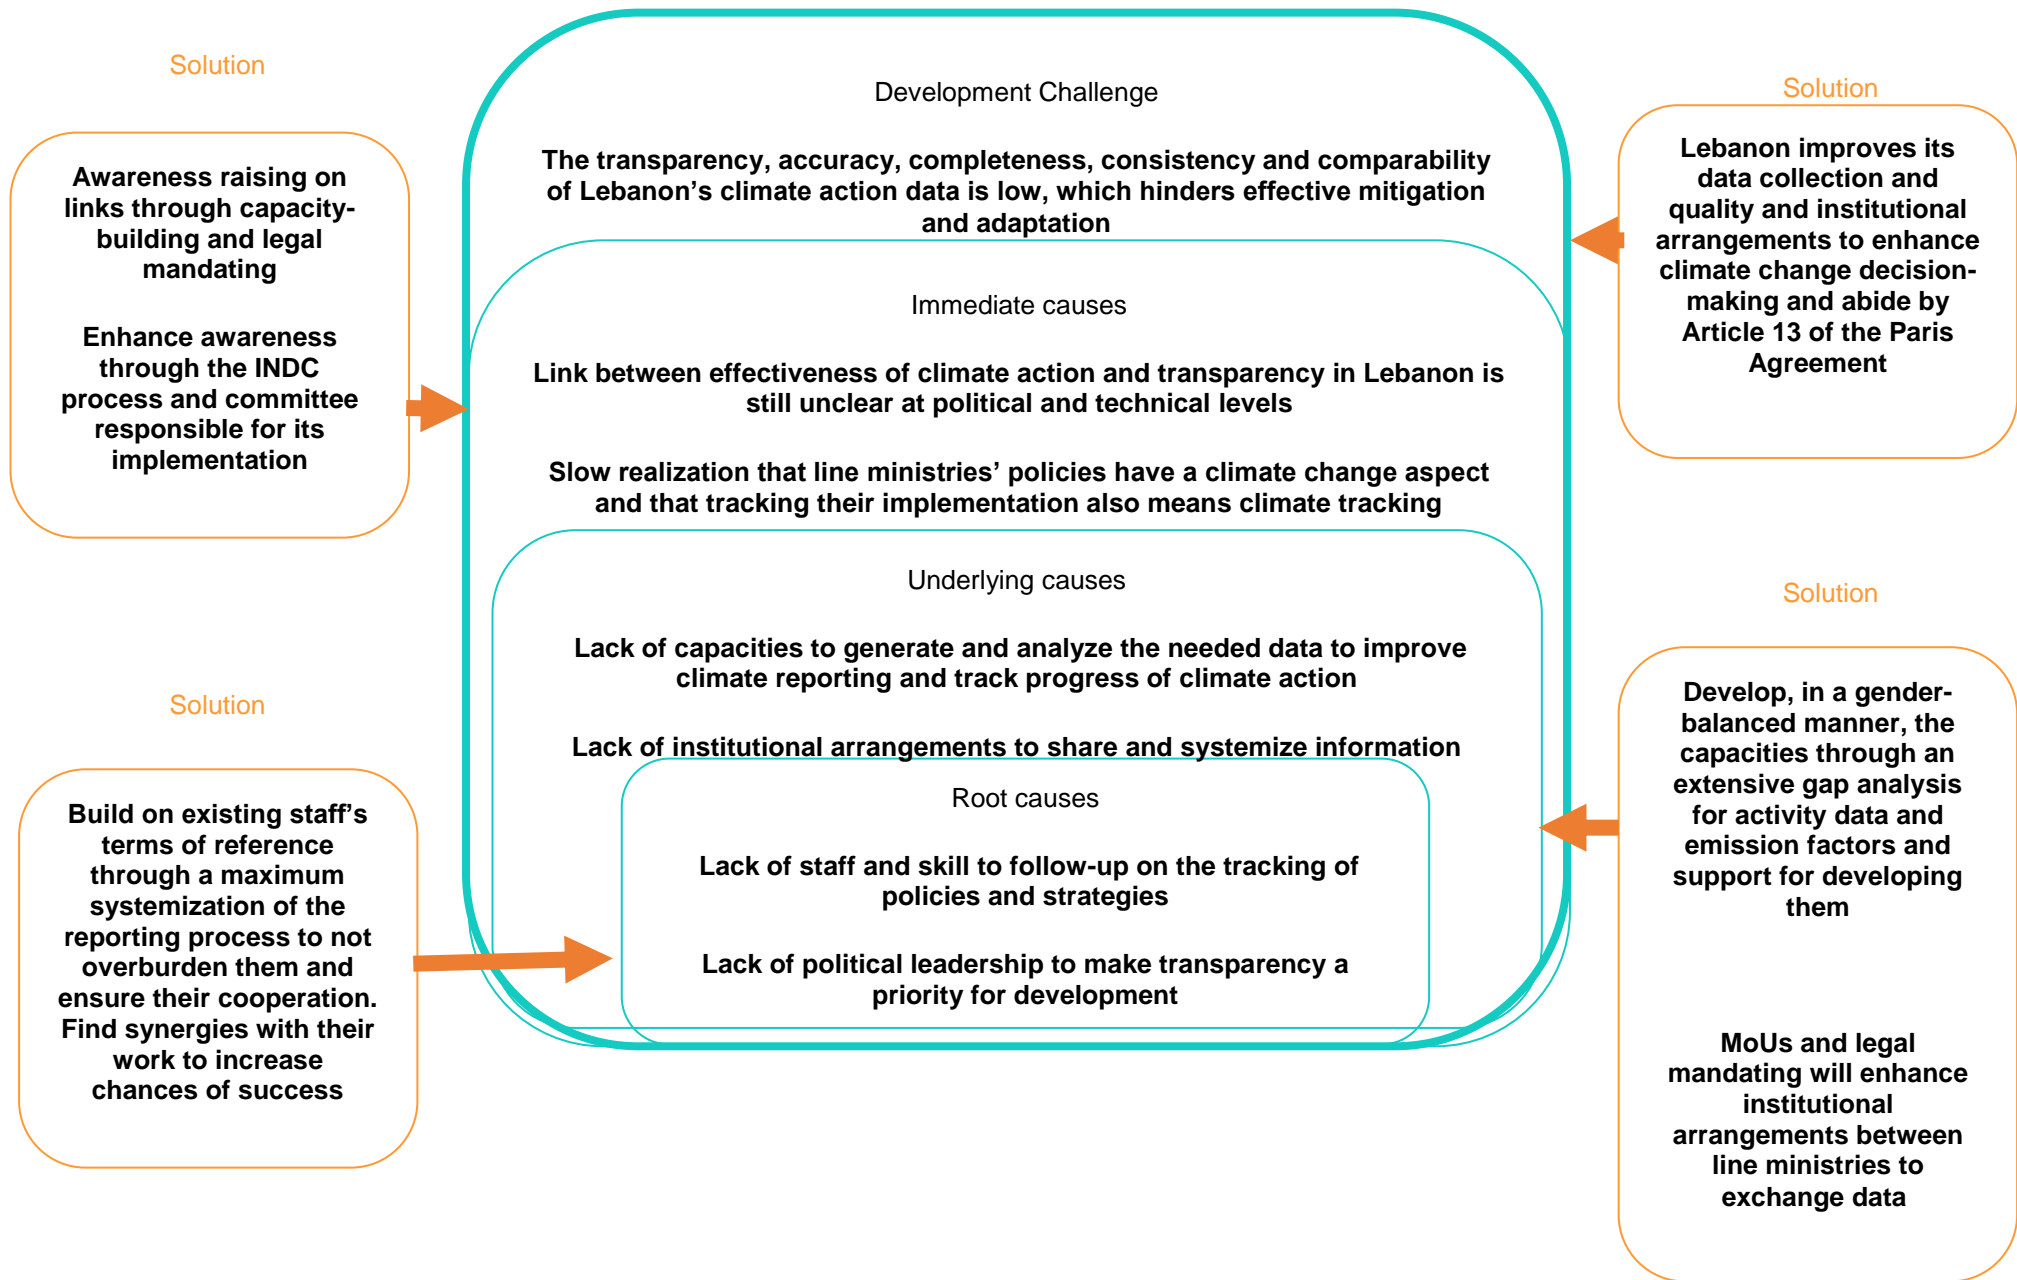 Solution
Awareness raising on
links through capacity-
building and legal
mandating
Enhance awareness
through the INDC
process and committee
responsible for its
implementation
Solution
Build on existing staff’s
terms of reference
through a maximum
systemization of the
reporting process to not
overburden them and
ensure their cooperation.
Find synergies with their
work to increase
chances of success
Development Challenge
The transparency, accuracy, completeness, consistency and comparability
of Lebanon’s climate action data is low, which hinders effective mitigation
and adaptation
Immediate causes
Link between effectiveness of climate action and transparency in Lebanon is
still unclear at political and technical levels
Slow realization that line ministries’ policies have a climate change aspect
and that tracking their implementation also means climate tracking
Underlying causes
Lack of capacities to generate and analyze the needed data to improve
climate reporting and track progress of climate action
Lack of institutional arrangements to share and systemize information
Root causes
Lack of staff and skill to follow-up on the tracking of
policies and strategies
Lack of political leadership to make transparency a
priority for development
Solution
Lebanon improves its
data collection and
quality and institutional
arrangements to enhance
climate change decision-
making and abide by
Article 13 of the Paris
Agreement
Solution
Develop, in a gender-
balanced manner, the
capacities through an
extensive gap analysis
for activity data and
emission factors and
support for developing
them
MoUs and legal
mandating will enhance
institutional
arrangements between
line ministries to
exchange data